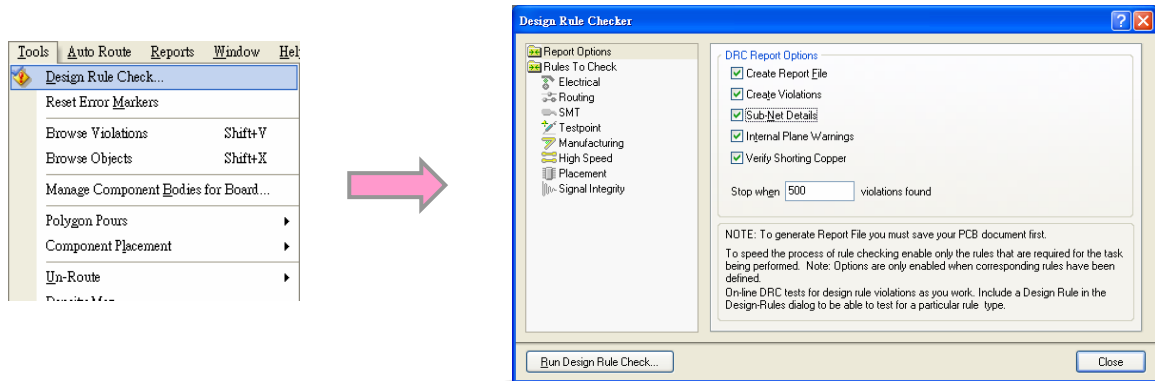 Tools Auto Route Reports Window Hel
Design Rule Check...
Reset Error Markers
Browse Violations Shift+V
Browse Objects Shift+X
Manage Component Bodies for Board...
Polygon Pours
Component Placement
Un-Route
Design Rule Checker
Report Options
Rules To Check
Electrical
Routing
SMT
Testpoint
Manufacturing
High Speed
Placement
Signal Integrity
DRC Report Options
Create Report File
Create Violations
Sub-Net Details
Internal Plane Warnings
Verify Shorting Copper
Stop when 500 violations found
NOTE: To generate Report File you must save your PCB document first.
To speed the process of rule checking enable only the rules that are required for the task
being performed. Note: Options are only enabled when corresponding rules have been
defined.
On-line DRC tests for design rule violations as you work. Include a Design Rule in the
Design-Rules dialog to be able to test for a particular rule type.
Run Design Rule Check... Close